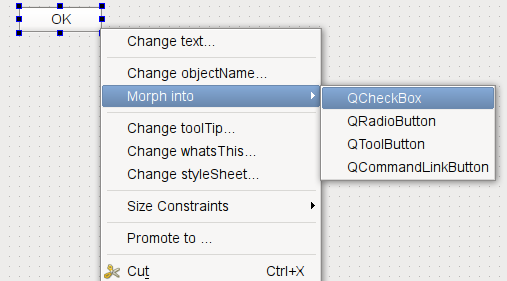 OK
Change text...
Change objectName...
Morph into
QCheckBox
QRadioButton
QToolButton
QCommandLinkButton
Change toolTip...
Change whatsThis...
Change styleSheet...
Size Constraints
Promote to ...
Cut Ctrl+X